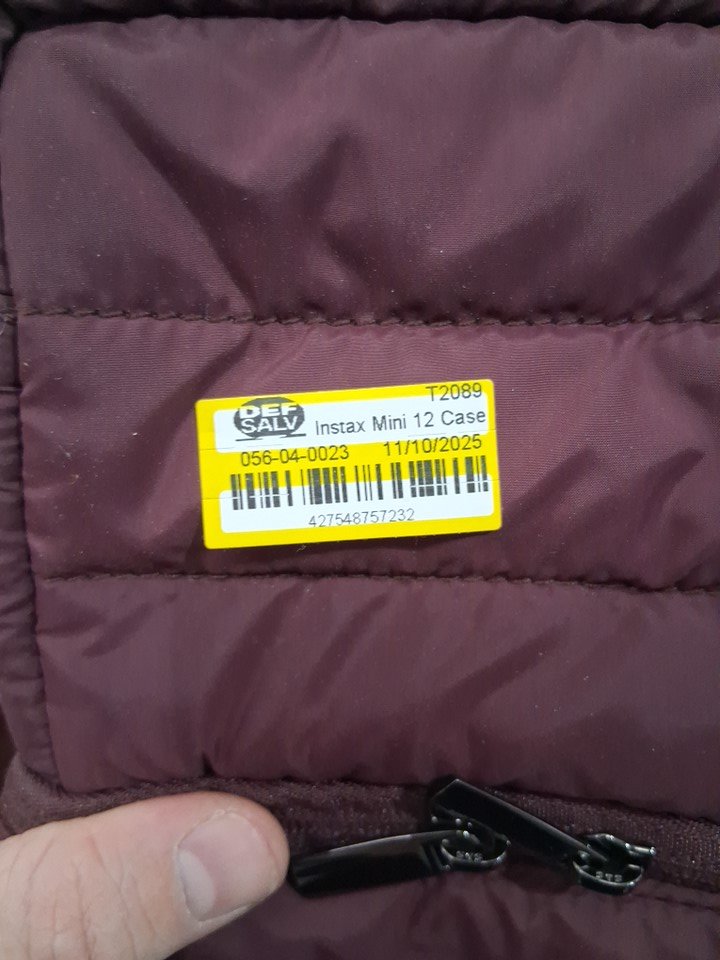 T2089
DEF
SALV
Instax Mini 12 Case
056-04-0023 11/10/2025
427548757232